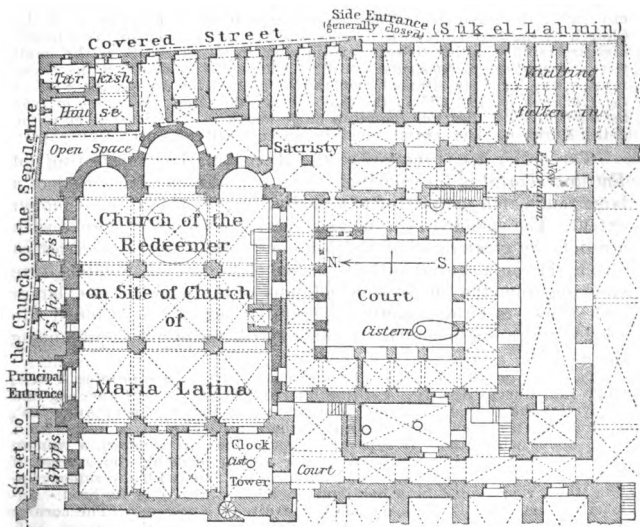 Covered Street
Side Entrance
(generally closed)
(Sûk el-Lahmin)
Turkish
House
Open Space
Sacristy
Vaulting
fallen in
Street to the Church of the Sepulchre
Church of the
Redeemer
on Site of Church
of
Maria Latina
N.
S.
Court
Cistern
Shops
Principal
Entrance
Shops
Clock
Cist
Tower
Court